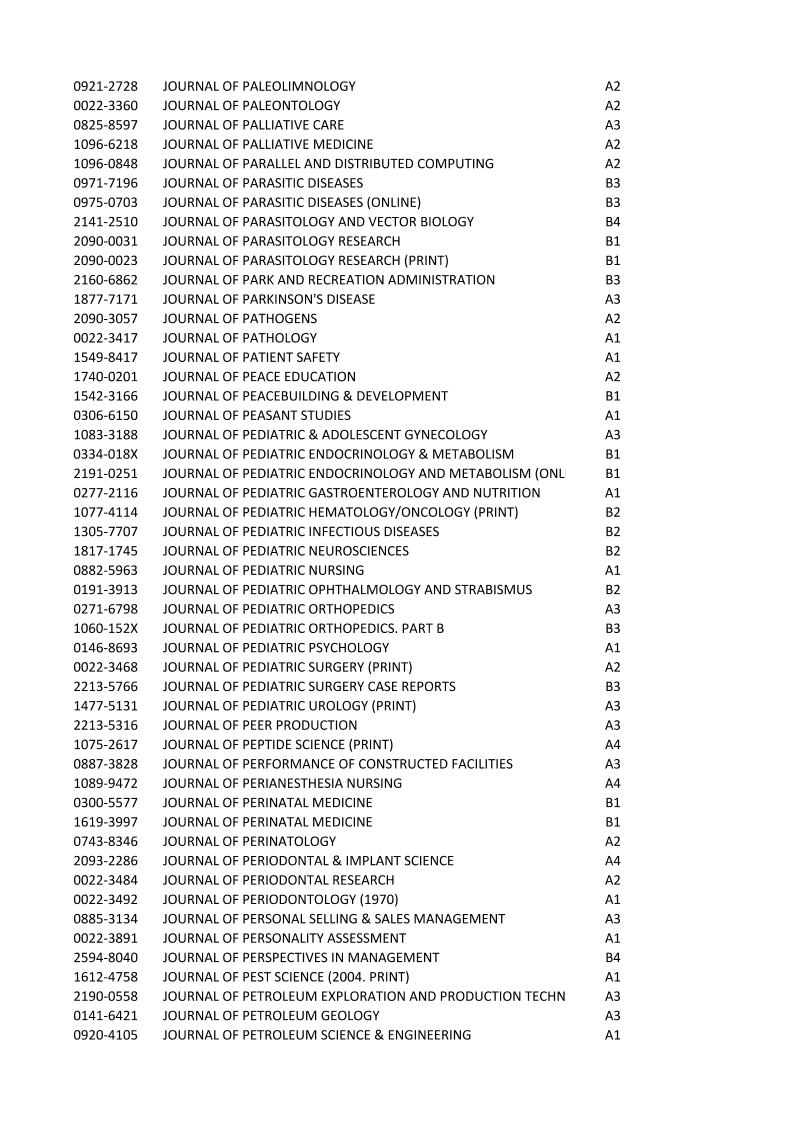 0921-2728 JOURNAL OF PALEOLIMNOLOGY A2
0022-3360 JOURNAL OF PALEONTOLOGY A2
0825-8597 JOURNAL OF PALLIATIVE CARE A3
1096-6218 JOURNAL OF PALLIATIVE MEDICINE A2
1096-0848 JOURNAL OF PARALLEL AND DISTRIBUTED COMPUTING A2
0971-7196 JOURNAL OF PARASITIC DISEASES B3
0975-0703 JOURNAL OF PARASITIC DISEASES (ONLINE) B3
2141-2510 JOURNAL OF PARASITOLOGY AND VECTOR BIOLOGY B4
2090-0031 JOURNAL OF PARASITOLOGY RESEARCH B1
2090-0023 JOURNAL OF PARASITOLOGY RESEARCH (PRINT) B1
2160-6862 JOURNAL OF PARK AND RECREATION ADMINISTRATION B3
1877-7171 JOURNAL OF PARKINSON'S DISEASE A3
2090-3057 JOURNAL OF PATHOGENS A2
0022-3417 JOURNAL OF PATHOLOGY A1
1549-8417 JOURNAL OF PATIENT SAFETY A1
1740-0201 JOURNAL OF PEACE EDUCATION A2
1542-3166 JOURNAL OF PEACEBUILDING & DEVELOPMENT B1
0306-6150 JOURNAL OF PEASANT STUDIES A1
1083-3188 JOURNAL OF PEDIATRIC & ADOLESCENT GYNECOLOGY A3
0334-018X JOURNAL OF PEDIATRIC ENDOCRINOLOGY & METABOLISM B1
2191-0251 JOURNAL OF PEDIATRIC ENDOCRINOLOGY AND METABOLISM (ONL B1
0277-2116 JOURNAL OF PEDIATRIC GASTROENTEROLOGY AND NUTRITION A1
1077-4114 JOURNAL OF PEDIATRIC HEMATOLOGY/ONCOLOGY (PRINT) B2
1305-7707 JOURNAL OF PEDIATRIC INFECTIOUS DISEASES B2
1817-1745 JOURNAL OF PEDIATRIC NEUROSCIENCES B2
0882-5963 JOURNAL OF PEDIATRIC NURSING A1
0191-3913 JOURNAL OF PEDIATRIC OPHTHALMOLOGY AND STRABISMUS B2
0271-6798 JOURNAL OF PEDIATRIC ORTHOPEDICS A3
1060-152X JOURNAL OF PEDIATRIC ORTHOPEDICS. PART B B3
0146-8693 JOURNAL OF PEDIATRIC PSYCHOLOGY A1
0022-3468 JOURNAL OF PEDIATRIC SURGERY (PRINT) A2
2213-5766 JOURNAL OF PEDIATRIC SURGERY CASE REPORTS B3
1477-5131 JOURNAL OF PEDIATRIC UROLOGY (PRINT) A3
2213-5316 JOURNAL OF PEER PRODUCTION A3
1075-2617 JOURNAL OF PEPTIDE SCIENCE (PRINT) A4
0887-3828 JOURNAL OF PERFORMANCE OF CONSTRUCTED FACILITIES A3
1089-9472 JOURNAL OF PERIANESTHESIA NURSING A4
0300-5577 JOURNAL OF PERINATAL MEDICINE B1
1619-3997 JOURNAL OF PERINATAL MEDICINE B1
0743-8346 JOURNAL OF PERINATOLOGY A2
2093-2286 JOURNAL OF PERIODONTAL & IMPLANT SCIENCE A4
0022-3484 JOURNAL OF PERIODONTAL RESEARCH A2
0022-3492 JOURNAL OF PERIODONTOLOGY (1970) A1
0885-3134 JOURNAL OF PERSONAL SELLING & SALES MANAGEMENT A3
0022-3891 JOURNAL OF PERSONALITY ASSESSMENT A1
2594-8040 JOURNAL OF PERSPECTIVES IN MANAGEMENT B4
1612-4758 JOURNAL OF PEST SCIENCE (2004. PRINT) A1
2190-0558 JOURNAL OF PETROLEUM EXPLORATION AND PRODUCTION TECHN A3
0141-6421 JOURNAL OF PETROLEUM GEOLOGY A3
0920-4105 JOURNAL OF PETROLEUM SCIENCE & ENGINEERING A1